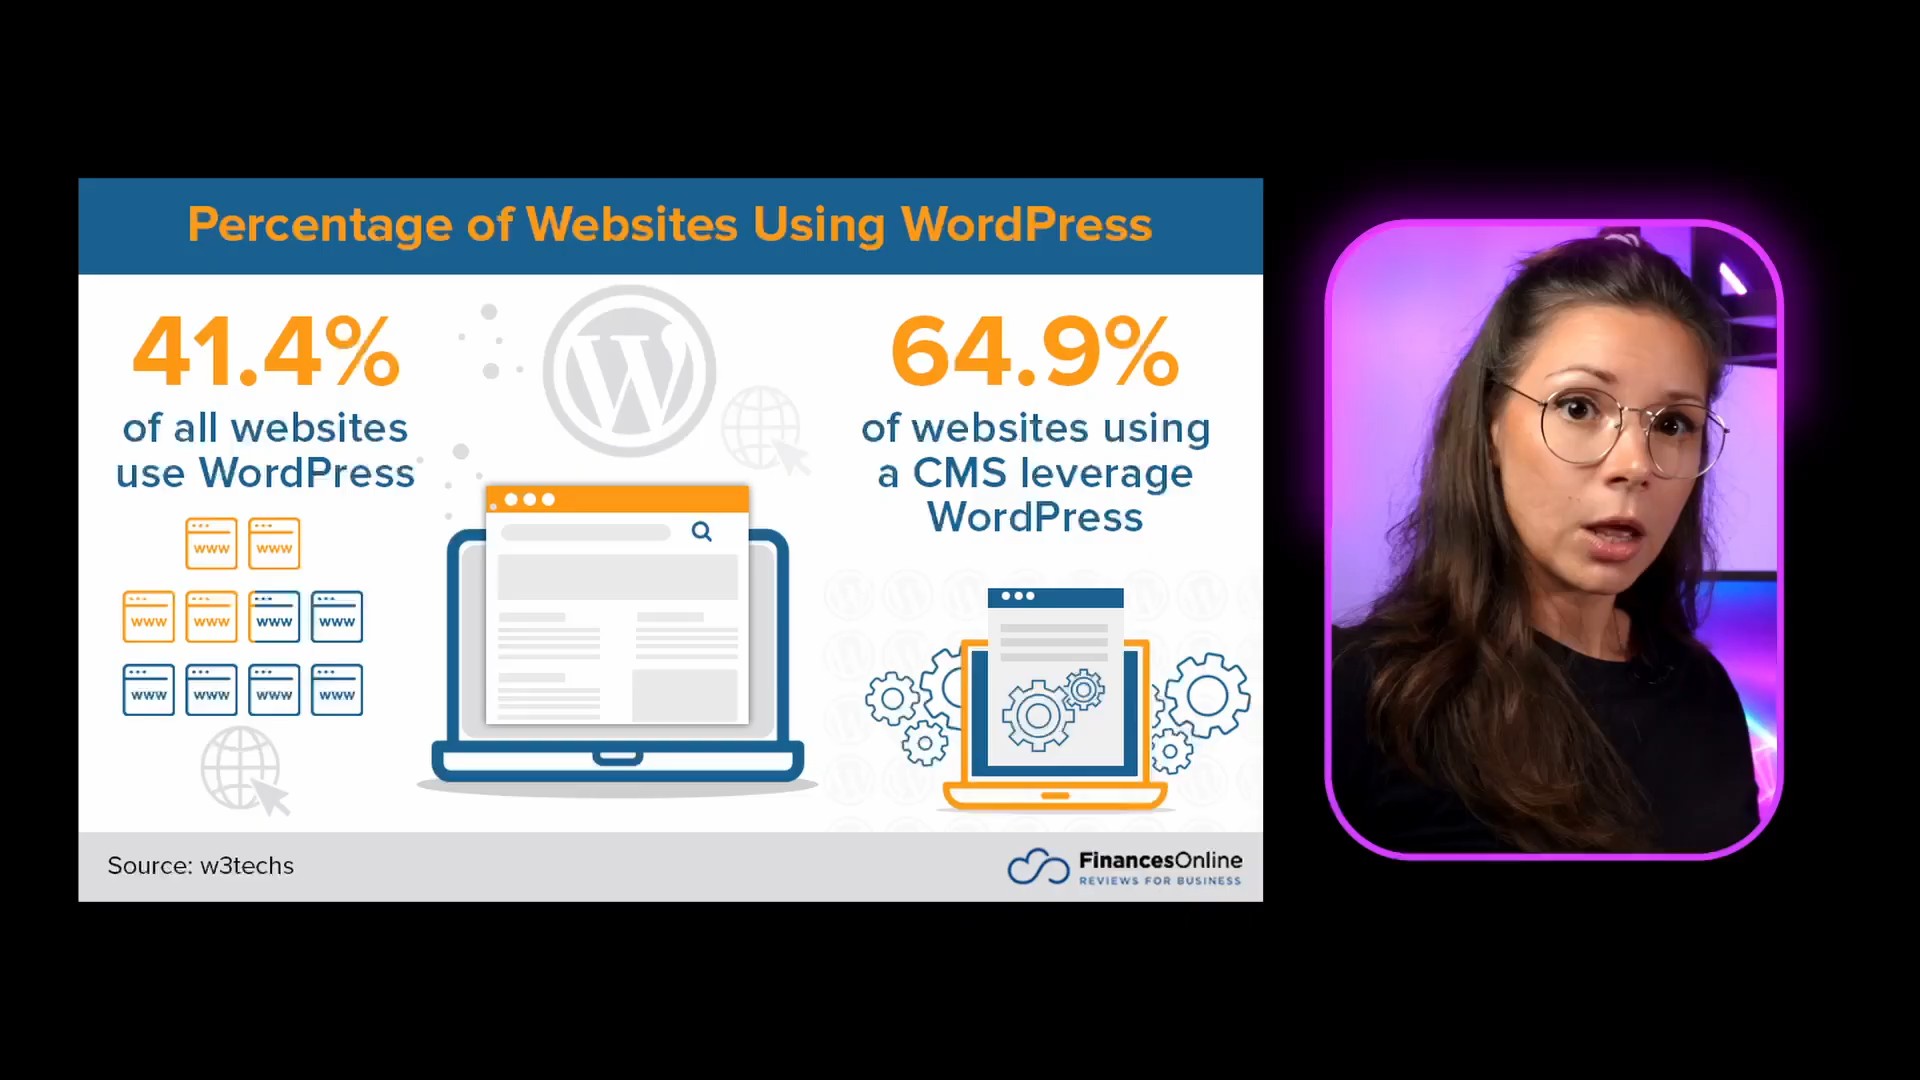 Percentage of Websites Using WordPress
41.4%
of all websites
use WordPress
www www
www www www www
www www www www
64.9%
of websites using
a CMS leverage
WordPress
Source: w3techs
FinancesOnline
REVIEWS FOR BUSINESS